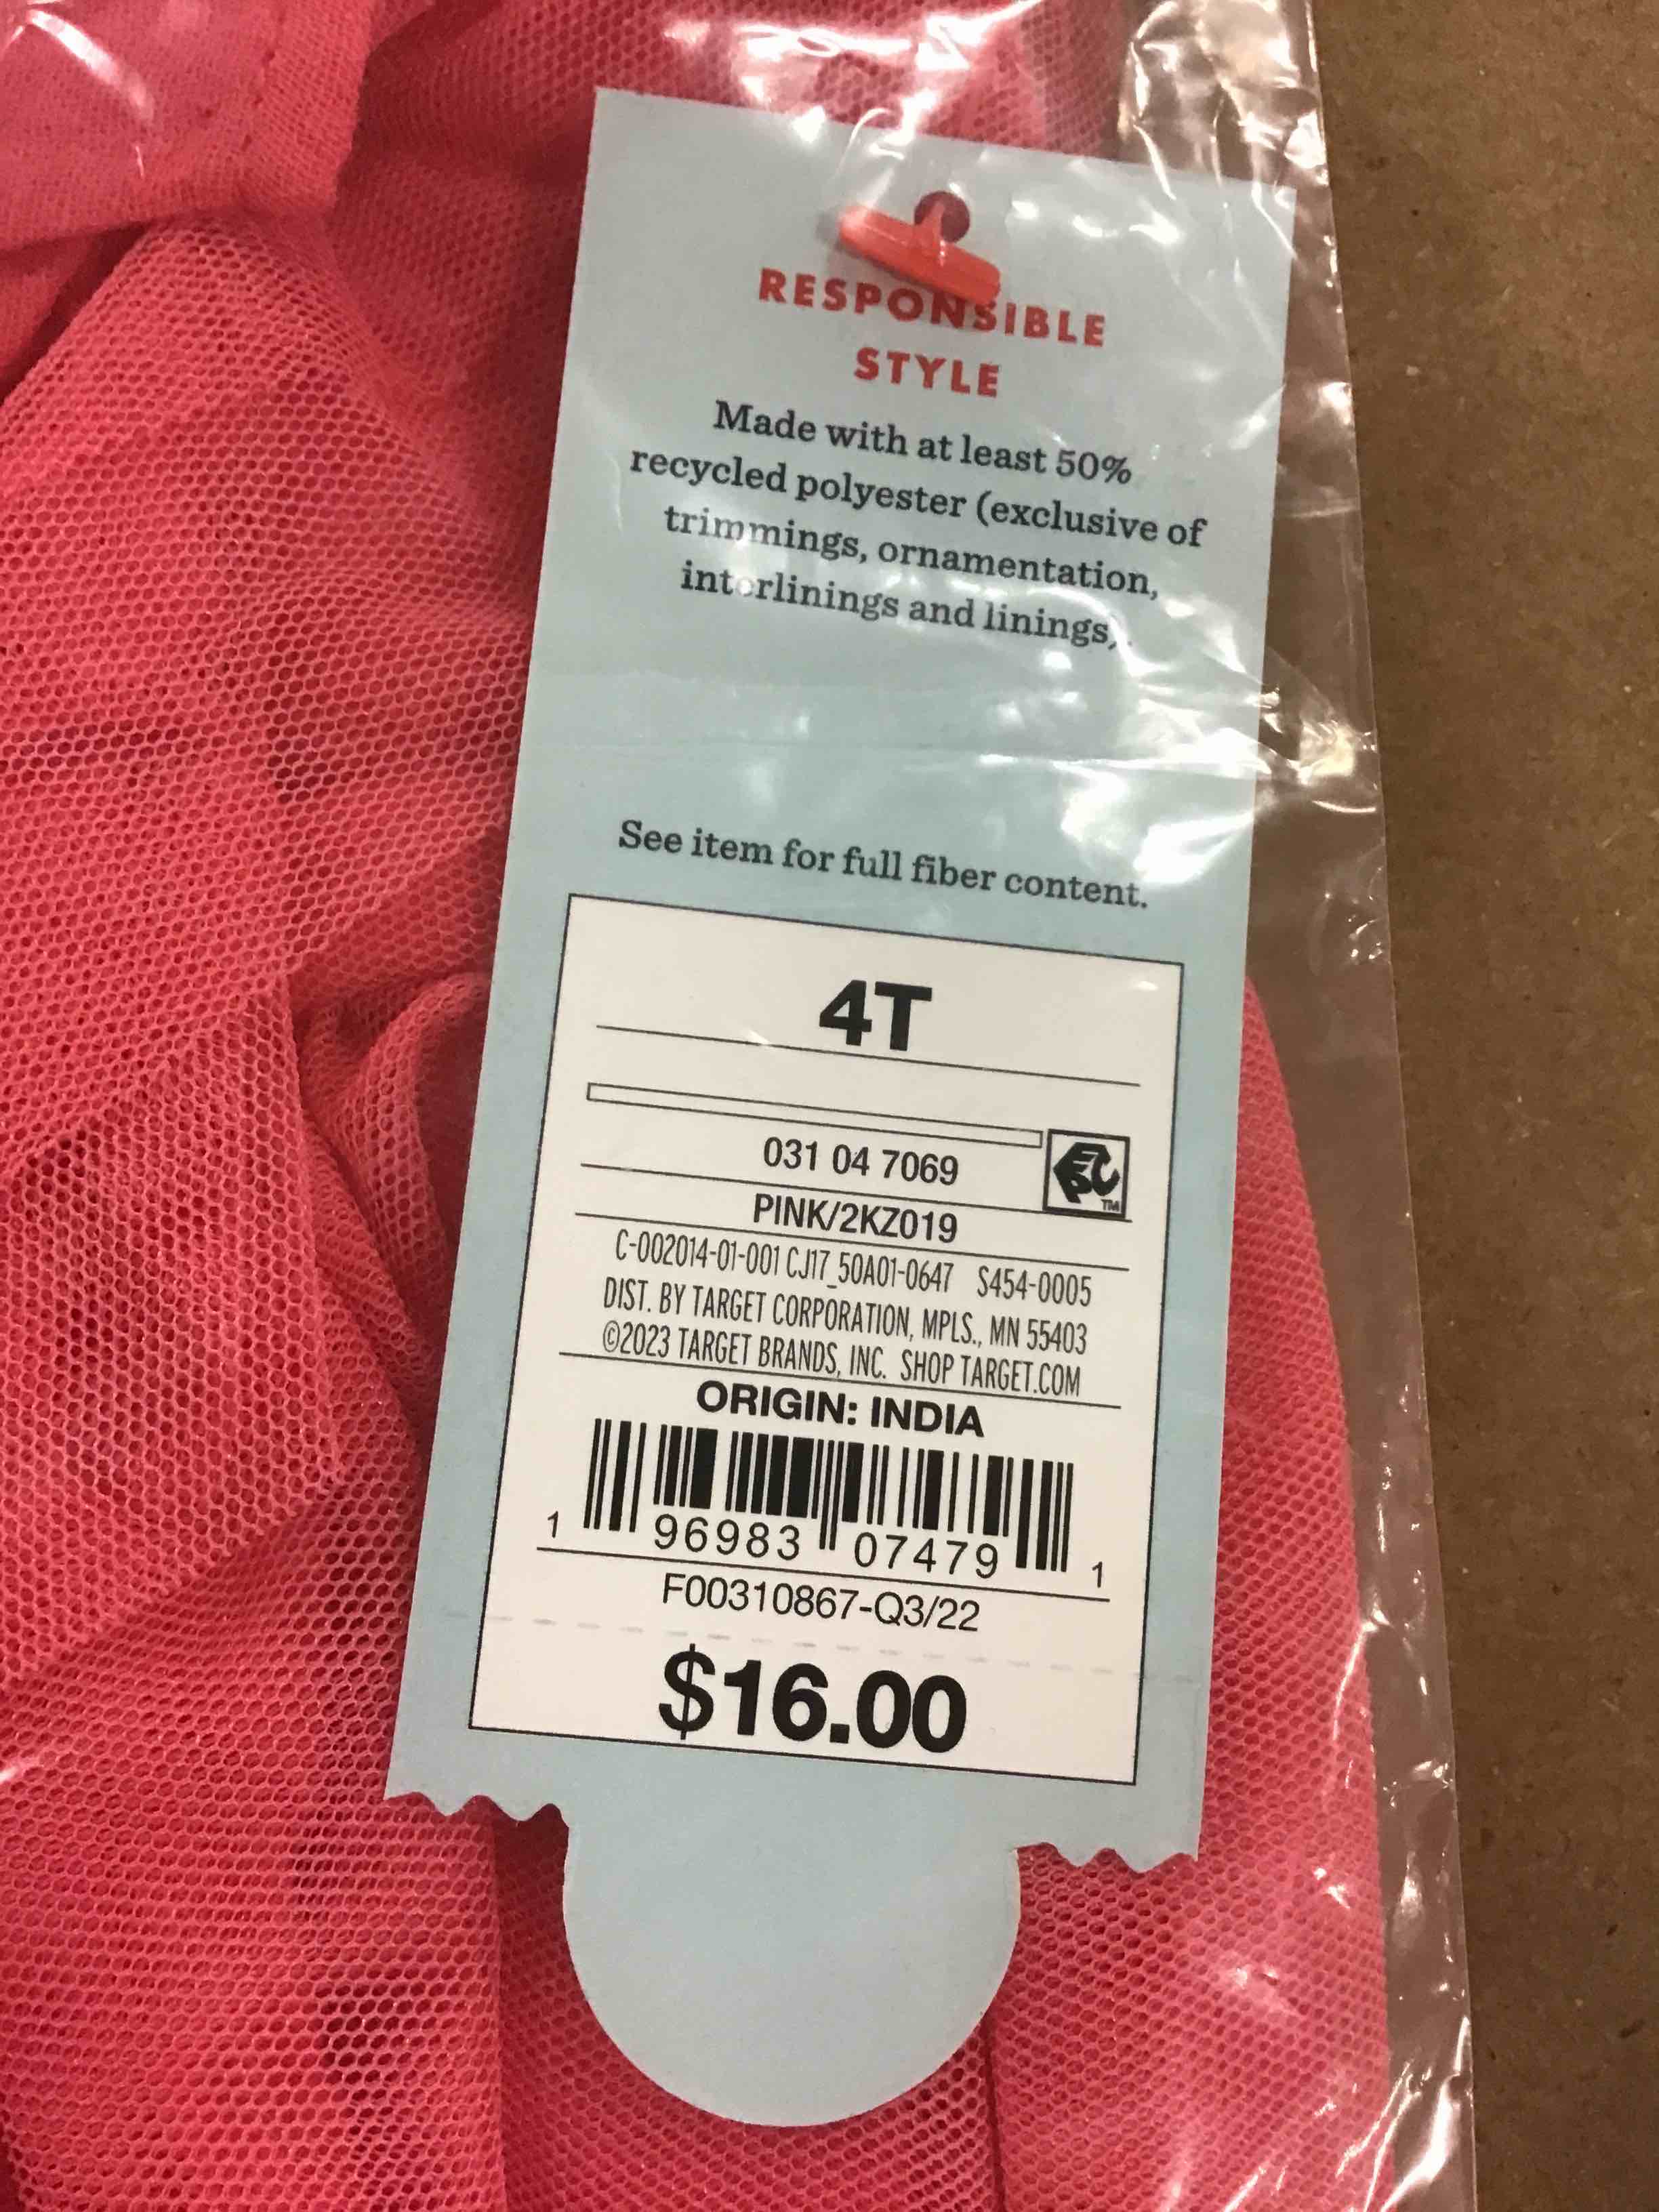 RESPONSIBLE
STYLE
Made with at least 50%
recycled polyester (exclusive of
trimmings, ornamentation,
interlinings and linings).
See item for full fiber content.
4T
031 04 7069
EPC TM
PINK/2KZ019
C-002014-01-001 CJ17_50A01-0647 S454-0005
DIST. BY TARGET CORPORATION, MPLS., MN 55403
©2023 TARGET BRANDS, INC. SHOP TARGET.COM
ORIGIN: INDIA
1 96983 07479 1
F00310867-Q3/22
$16.00